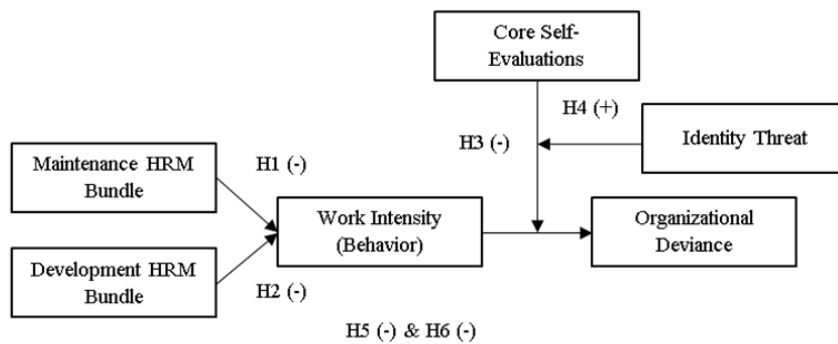 Core Self-
Evaluations
H4 (+)
H3 (-)
Identity Threat
Maintenance HRM
Bundle
H1 (-)
Work Intensity
(Behavior)
Organizational
Deviance
Development HRM
Bundle
H2 (-)
H5 (-) & H6 (-)